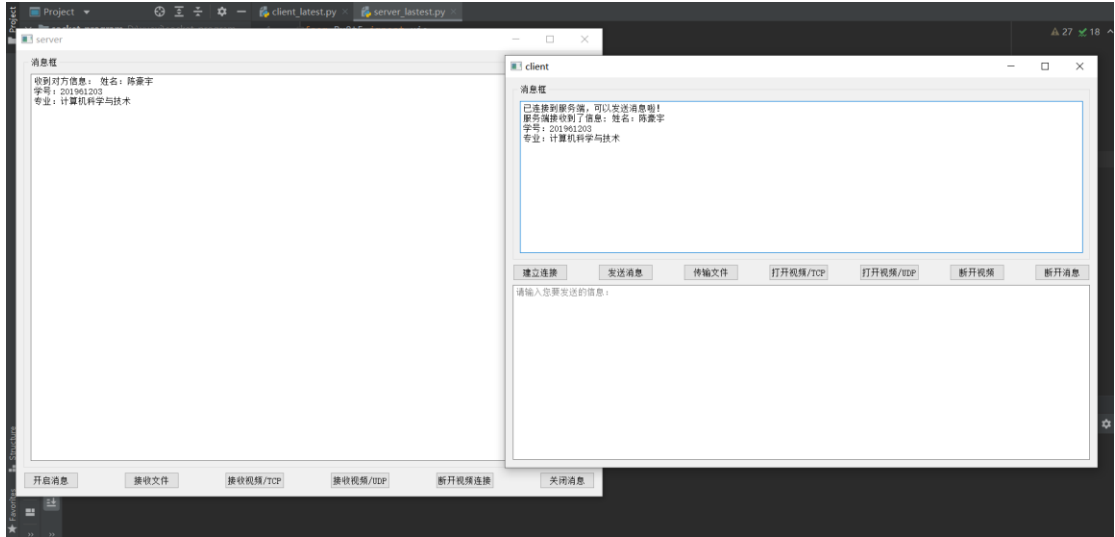 Project
client_latest.py
server_lastest.py
27
18
server
消息框
收到对方信息： 姓名：陈豪宇
学号：201961203
专业：计算机科学与技术
开启消息
接收文件
接收视频/TCP
接收视频/UDP
断开视频连接
关闭消息
client
消息框
已连接到服务端，可以发送消息啦！
服务端接收到了信息：姓名：陈豪宇
学号：201961203
专业：计算机科学与技术
建立连接
发送消息
传输文件
打开视频/TCP
打开视频/UDP
断开视频
断开消息
请输入您要发送的信息：
Project
Structure
Favorites